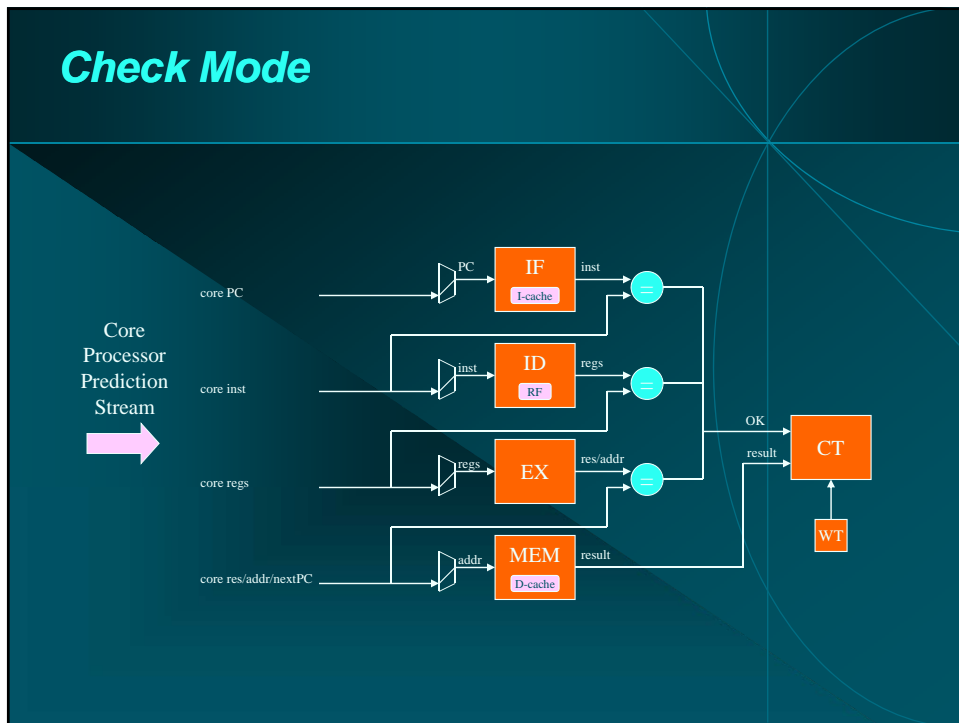 Check Mode
core PC
PC
IF
I-cache
inst
=
Core
Processor
Prediction
Stream
core inst
inst
ID
RF
regs
=
core regs
regs
EX
res/addr
=
OK
result
CT
WT
core res/addr/nextPC
addr
MEM
D-cache
result